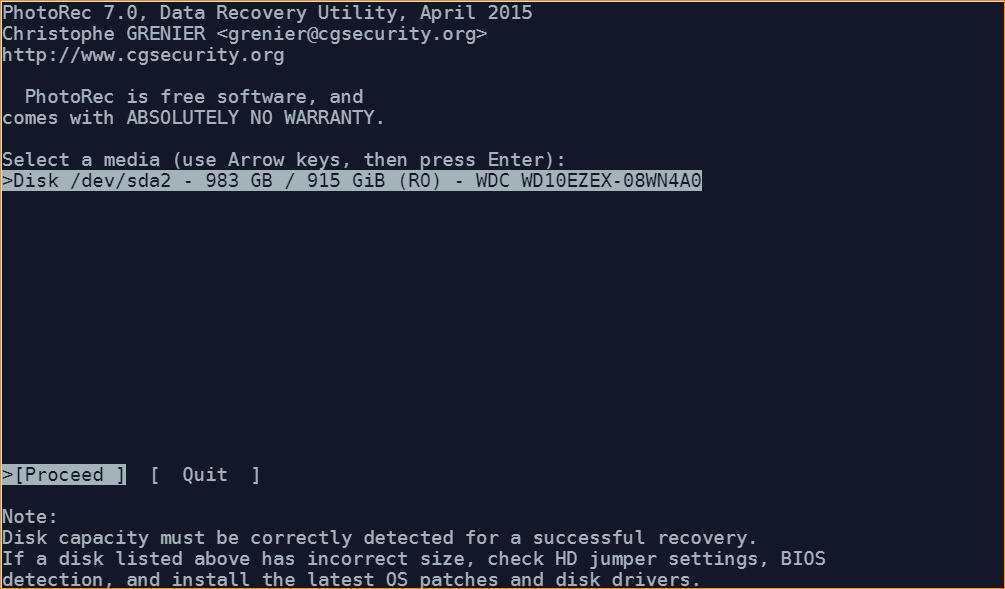 PhotoRec 7.0, Data Recovery Utility, April 2015
Christophe GRENIER <grenier@cgsecurity.org>
http://www.cgsecurity.org
PhotoRec is free software, and
comes with ABSOLUTELY NO WARRANTY.
Select a media (use Arrow keys, then press Enter):
>Disk /dev/sda2 - 983 GB / 915 GiB (RO) - WDC WD10EZEX-08WN4A0
>[Proceed ]  [  Quit  ]
Note:
Disk capacity must be correctly detected for a successful recovery.
If a disk listed above has incorrect size, check HD jumper settings, BIOS
detection, and install the latest OS patches and disk drivers.